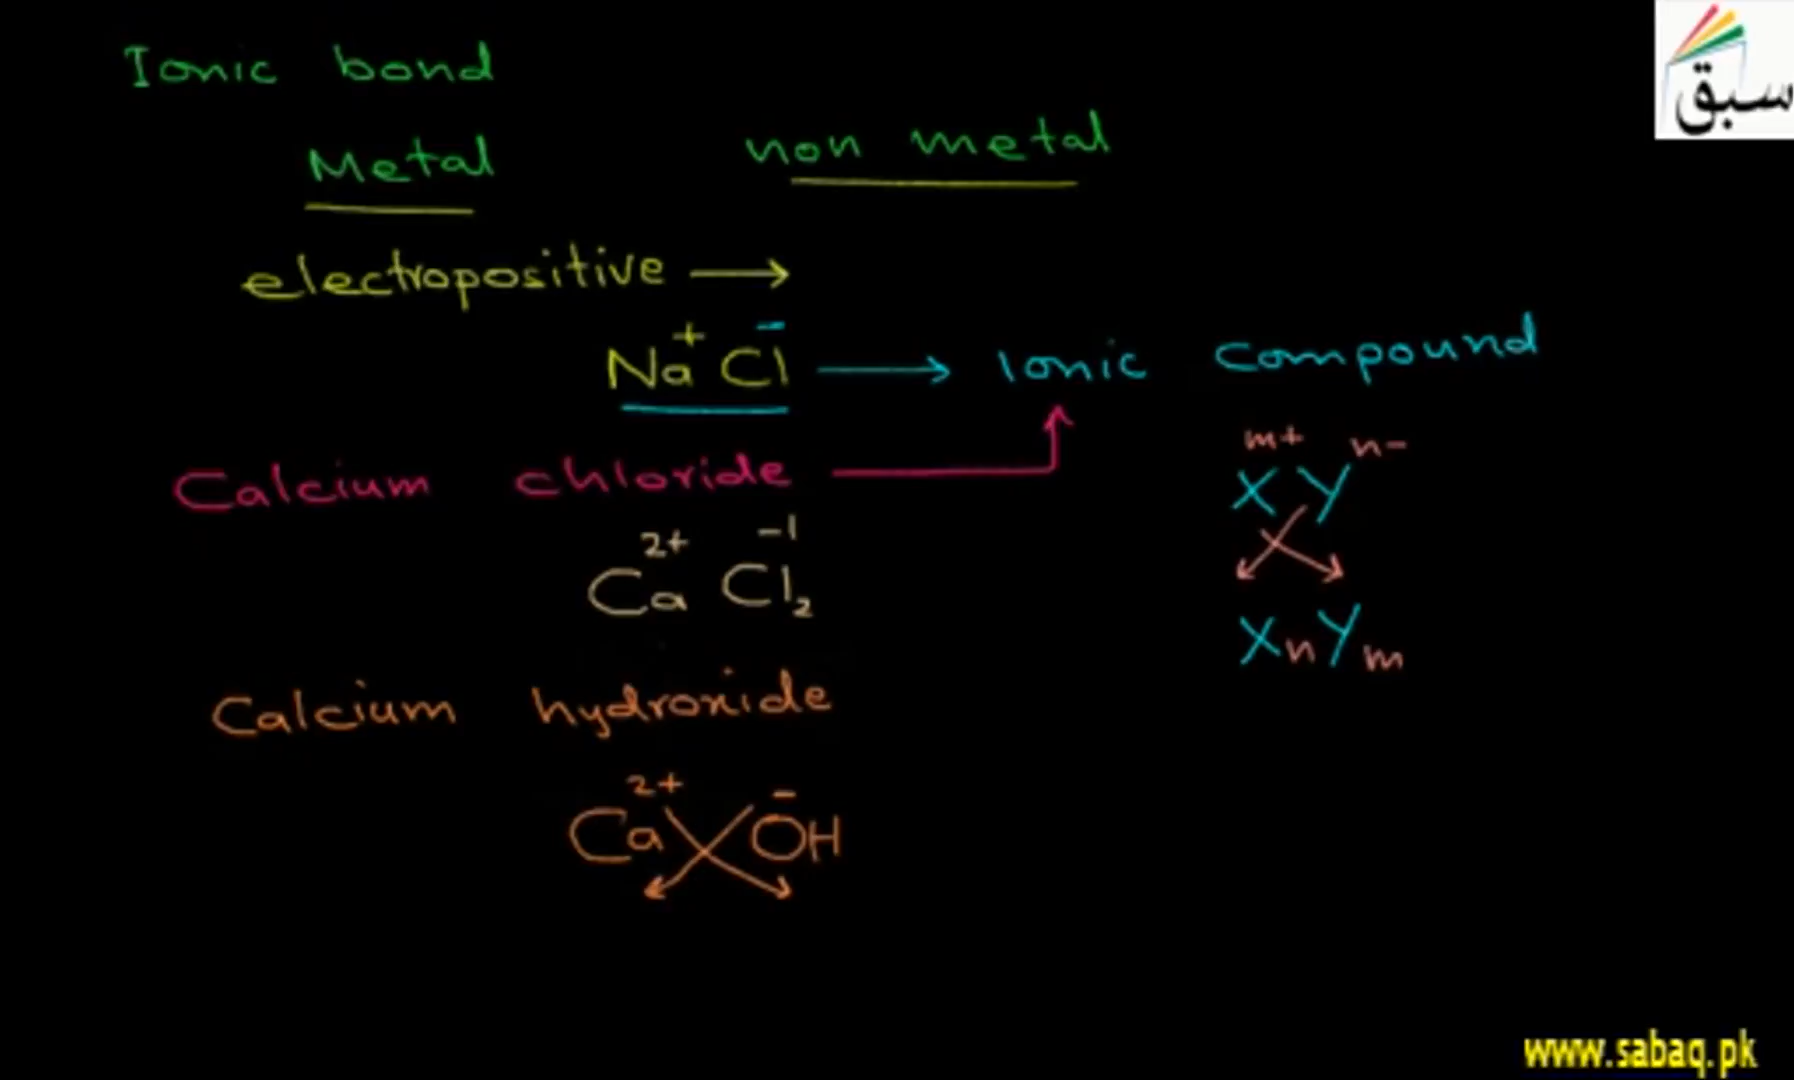 سبق
Ionic bond
Metal non metal
electropositive →
Na⁺ Cl⁻ → Ionic compound
Calcium chloride
Ca²⁺ Cl₂⁻¹
X^m+ Y^n-
XnYm
Calcium hydroxide
Ca²⁺ OH⁻
www.sabaq.pk